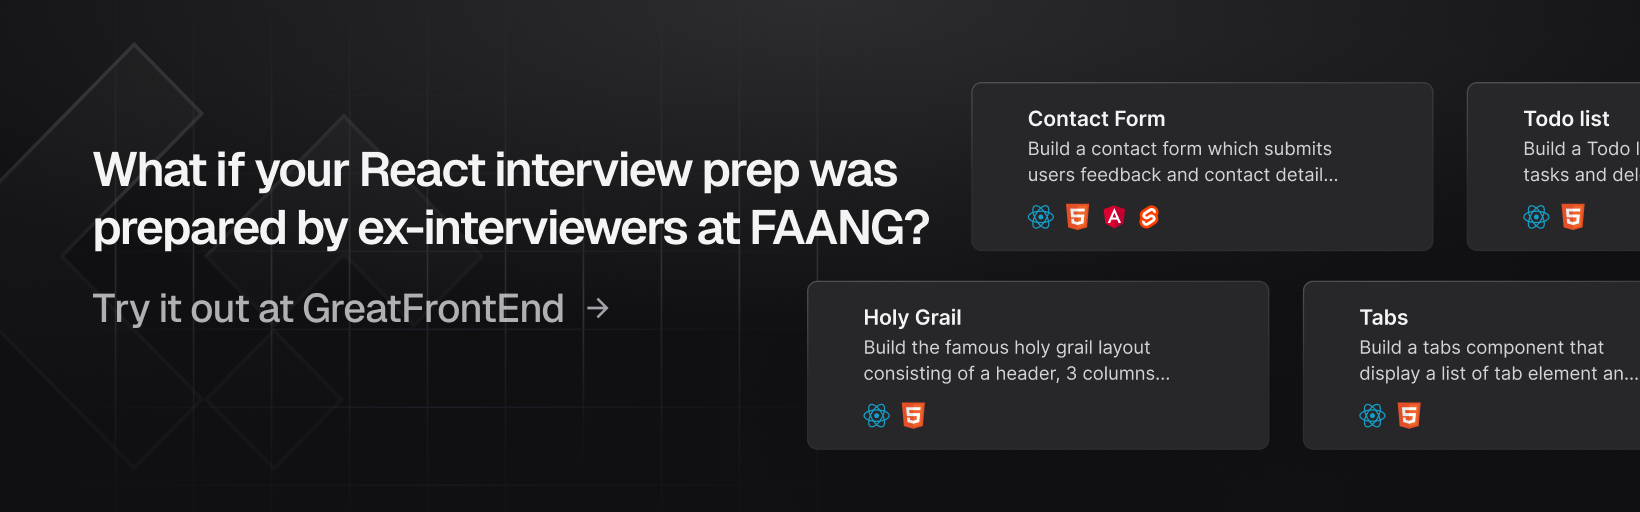 What if your React interview prep was
prepared by ex-interviewers at FAANG?
Try it out at GreatFrontEnd →
Contact Form
Build a contact form which submits
users feedback and contact detail...
Todo list
Build a Todo l
tasks and del
Holy Grail
Build the famous holy grail layout
consisting of a header, 3 columns...
Tabs
Build a tabs component that
display a list of tab element an...